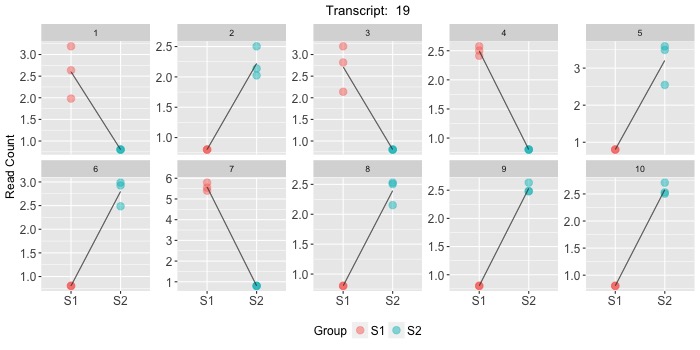 Transcript: 19
1 2 3 4 5
3.0 2.5 3.0 2.5
2.5 2.0 2.5 2.0 3
2.0 1.5 2.0 1.5 2
1.5 1.5
1.0 1.0 1.0 1.0 1
Read Count
6 7 8 9 10
3.0 6 2.5 2.5 2.5
2.5 5 2.0 2.0 2.0
2.0 4
1.5 3 1.5 1.5 1.5
2
1.0 1 1.0 1.0 1.0
S1 S2 S1 S2 S1 S2 S1 S2 S1 S2
Group S1 S2